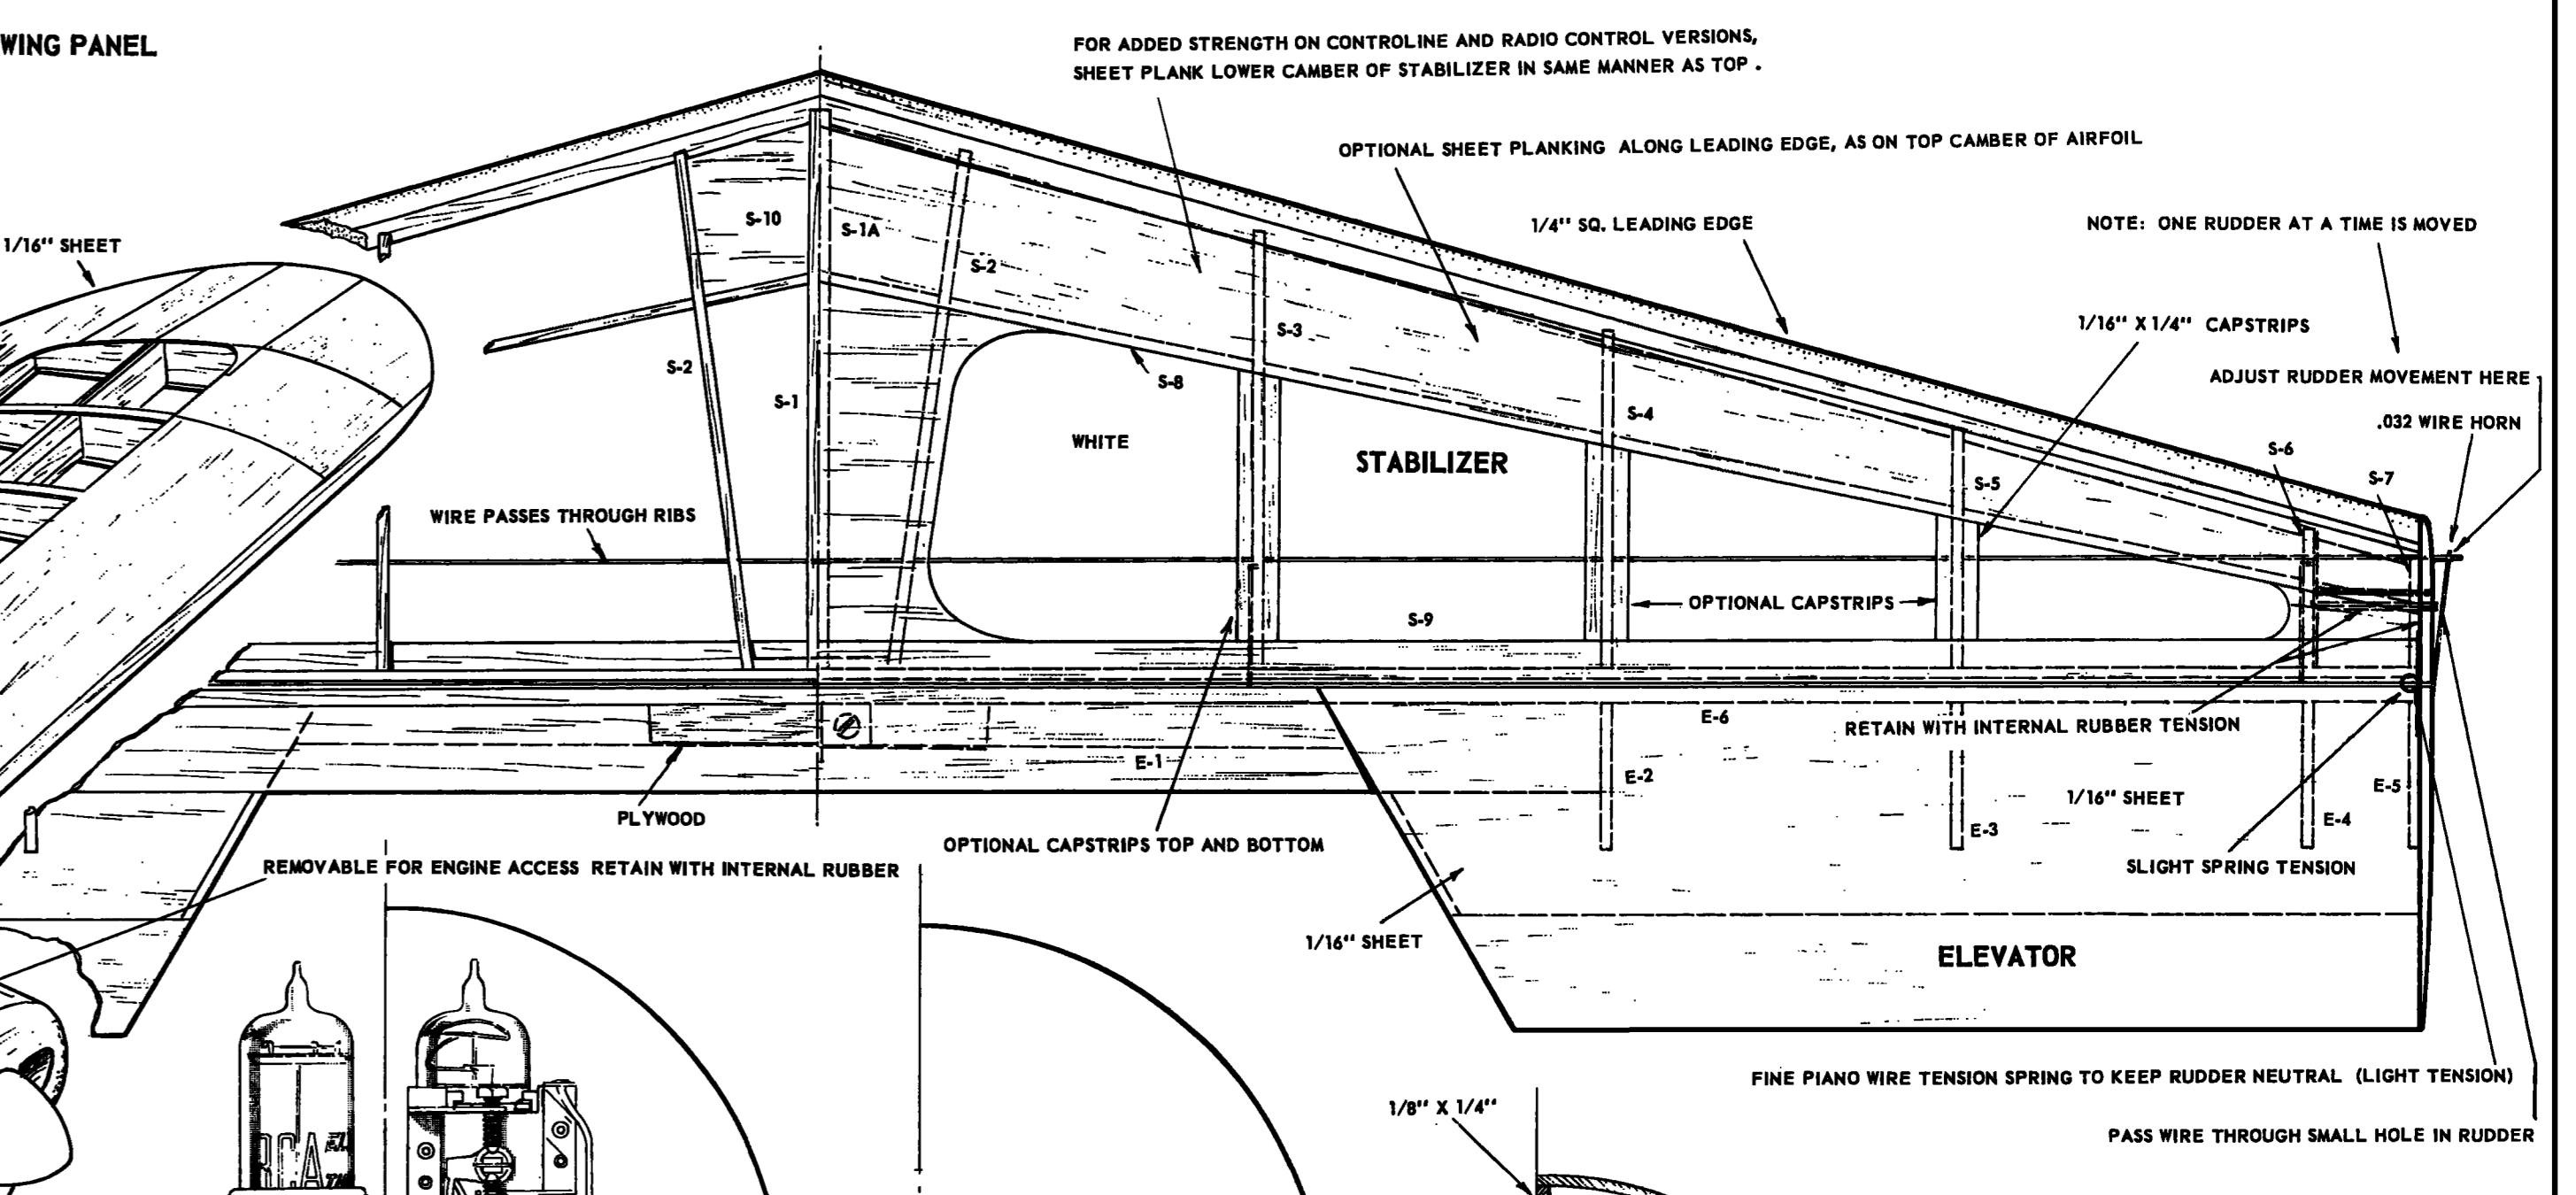 WING PANEL
FOR ADDED STRENGTH ON CONTROLINE AND RADIO CONTROL VERSIONS,
SHEET PLANK LOWER CAMBER OF STABILIZER IN SAME MANNER AS TOP .
OPTIONAL SHEET PLANKING ALONG LEADING EDGE, AS ON TOP CAMBER OF AIRFOIL
1/4" SQ. LEADING EDGE
NOTE: ONE RUDDER AT A TIME IS MOVED
1/16" SHEET
S-10
S-1A
S-2
S-3
1/16" X 1/4" CAPSTRIPS
ADJUST RUDDER MOVEMENT HERE
.032 WIRE HORN
S-2
S-8
S-1
S-4
WHITE
STABILIZER
S-5
S-6
S-7
WIRE PASSES THROUGH RIBS
OPTIONAL CAPSTRIPS
S-9
E-6
RETAIN WITH INTERNAL RUBBER TENSION
E-1
E-2
E-5
1/16" SHEET
PLYWOOD
E-3
E-4
OPTIONAL CAPSTRIPS TOP AND BOTTOM
SLIGHT SPRING TENSION
REMOVABLE FOR ENGINE ACCESS RETAIN WITH INTERNAL RUBBER
1/16" SHEET
ELEVATOR
FINE PIANO WIRE TENSION SPRING TO KEEP RUDDER NEUTRAL (LIGHT TENSION)
1/8" X 1/4"
PASS WIRE THROUGH SMALL HOLE IN RUDDER
RCA